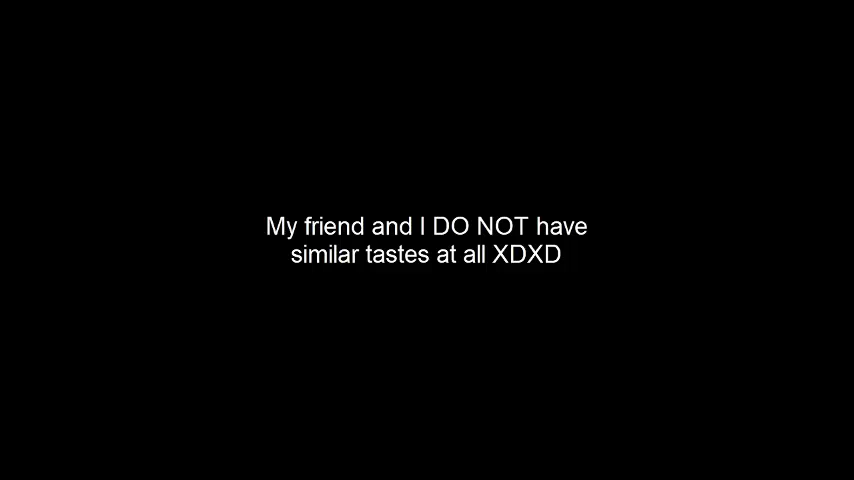 My friend and I DO NOT have
similar tastes at all XDXD